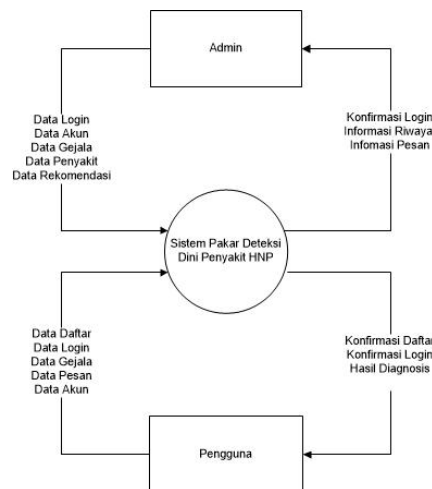 Admin
Data Login
Data Akun
Data Gejala
Data Penyakit
Data Rekomendasi
Konfirmasi Login
Informasi Riwaya
Infomasi Pesan
Sistem Pakar Deteksi
Dini Penyakit HNP
Data Daftar
Data Login
Data Gejala
Data Pesan
Data Akun
Konfirmasi Daftar
Konfirmasi Login
Hasil Diagnosis
Pengguna